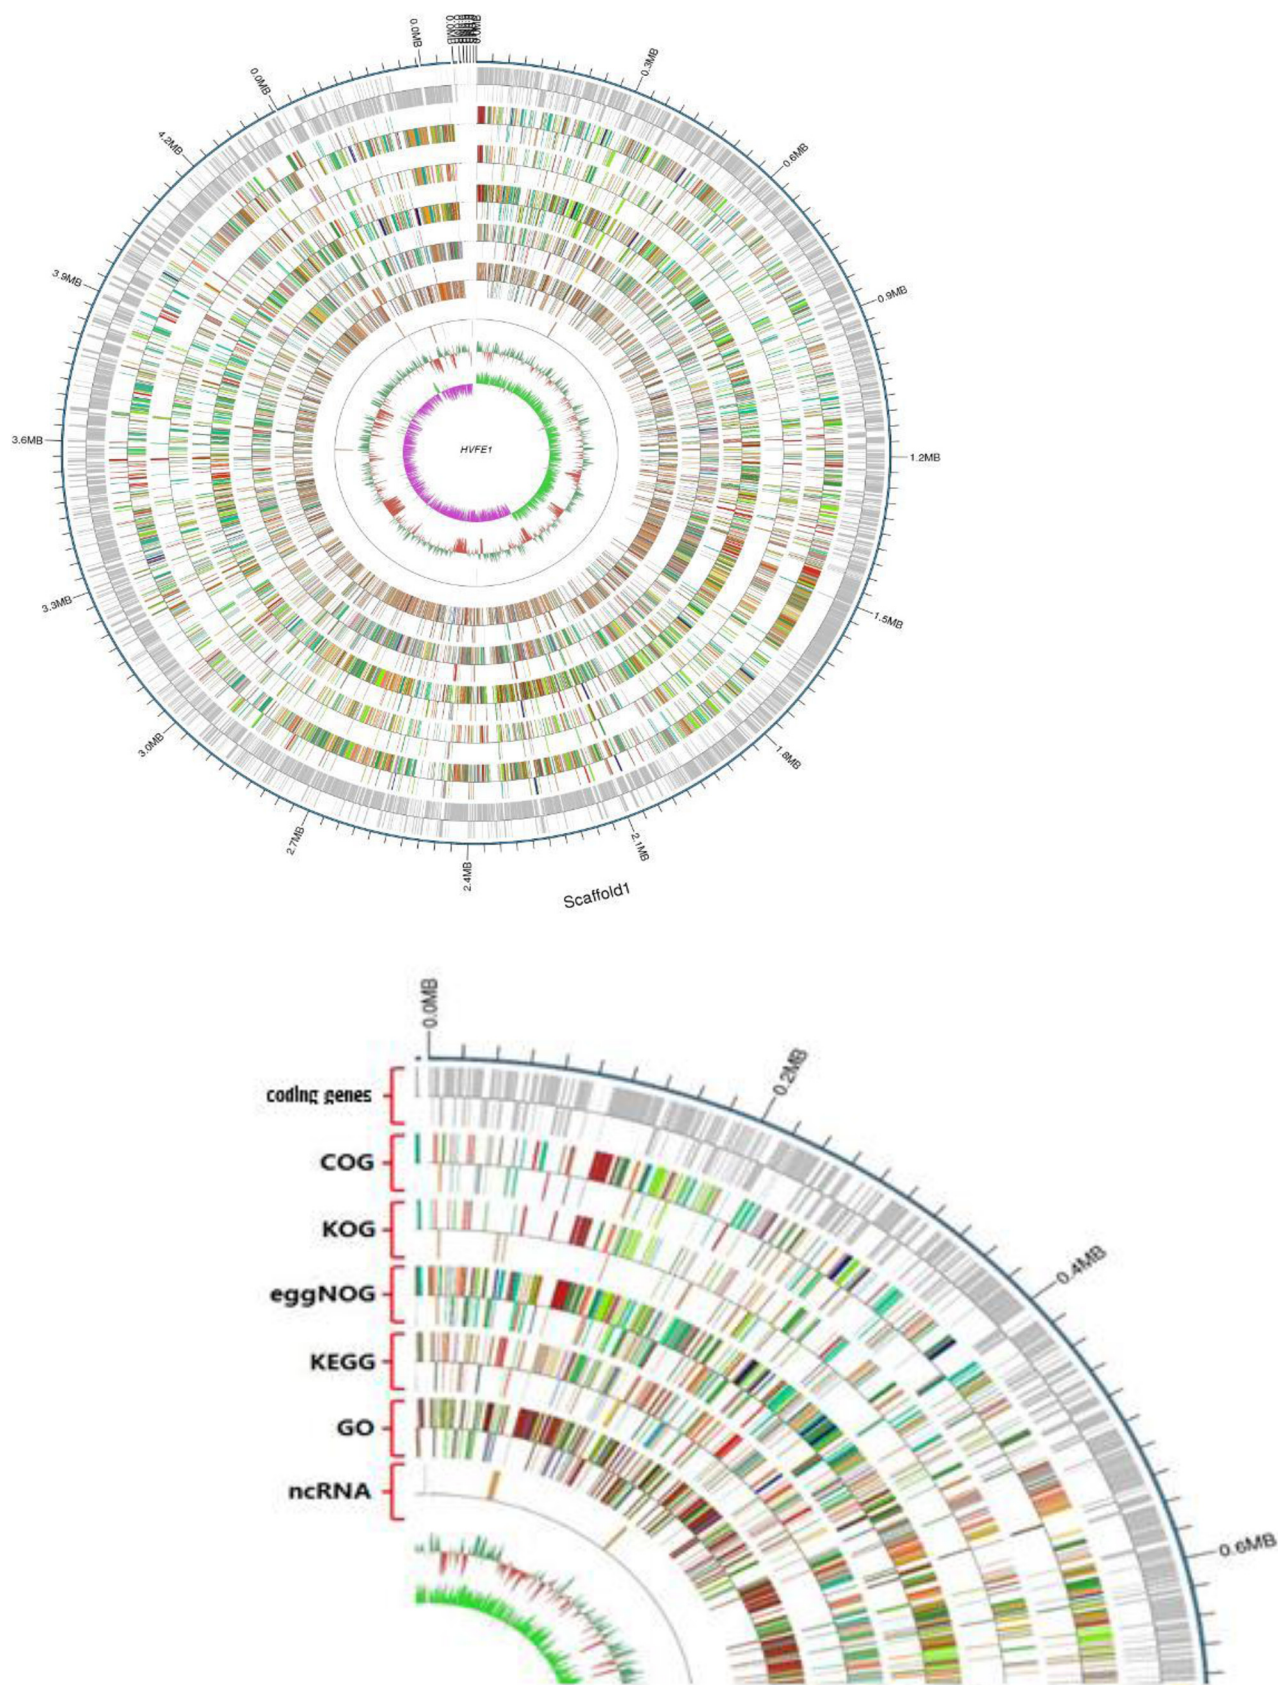 0.0MB
0.0MB
0.3MB
0.6MB
0.9MB
1.2MB
1.5MB
1.8MB
2.1MB
2.4MB
2.7MB
3.0MB
3.3MB
3.6MB
3.9MB
4.2MB
HVFE1
Scaffold1
0.0MB
0.2MB
0.4MB
0.6MB
coding genes
COG
KOG
eggNOG
KEGG
GO
ncRNA